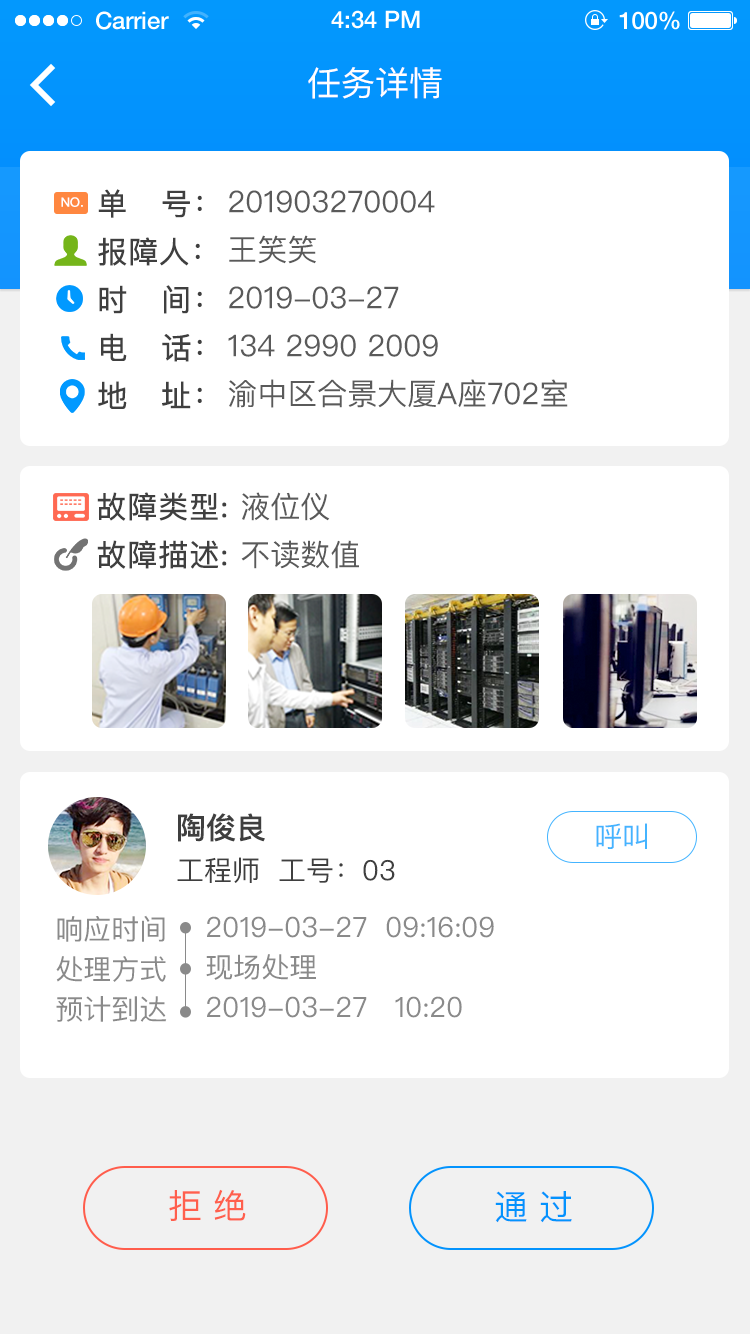 Carrier 4:34 PM 100%
任务详情
NO. 单 号： 201903270004
报障人： 王笑笑
时 间： 2019-03-27
电 话： 134 2990 2009
地 址： 渝中区合景大厦A座702室
故障类型: 液位仪
故障描述: 不读数值
陶俊良
呼叫
工程师 工号：03
响应时间 2019-03-27 09:16:09
处理方式 现场处理
预计到达 2019-03-27 10:20
拒 绝
通 过